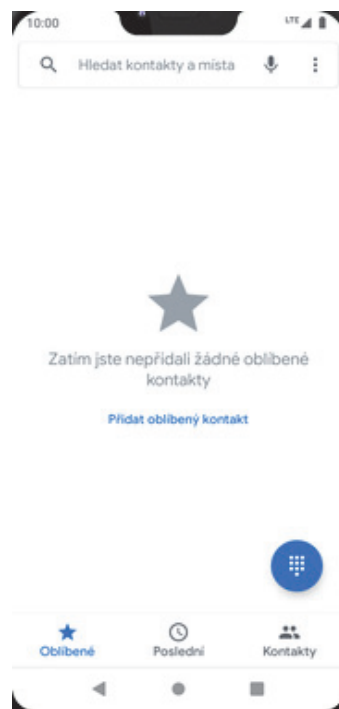 10:00
LTE
Hledat kontakty a místa
Zatím jste nepřidali žádné oblíbené
kontakty
Přidat oblíbený kontakt
Oblíbené
Poslední
Kontakty